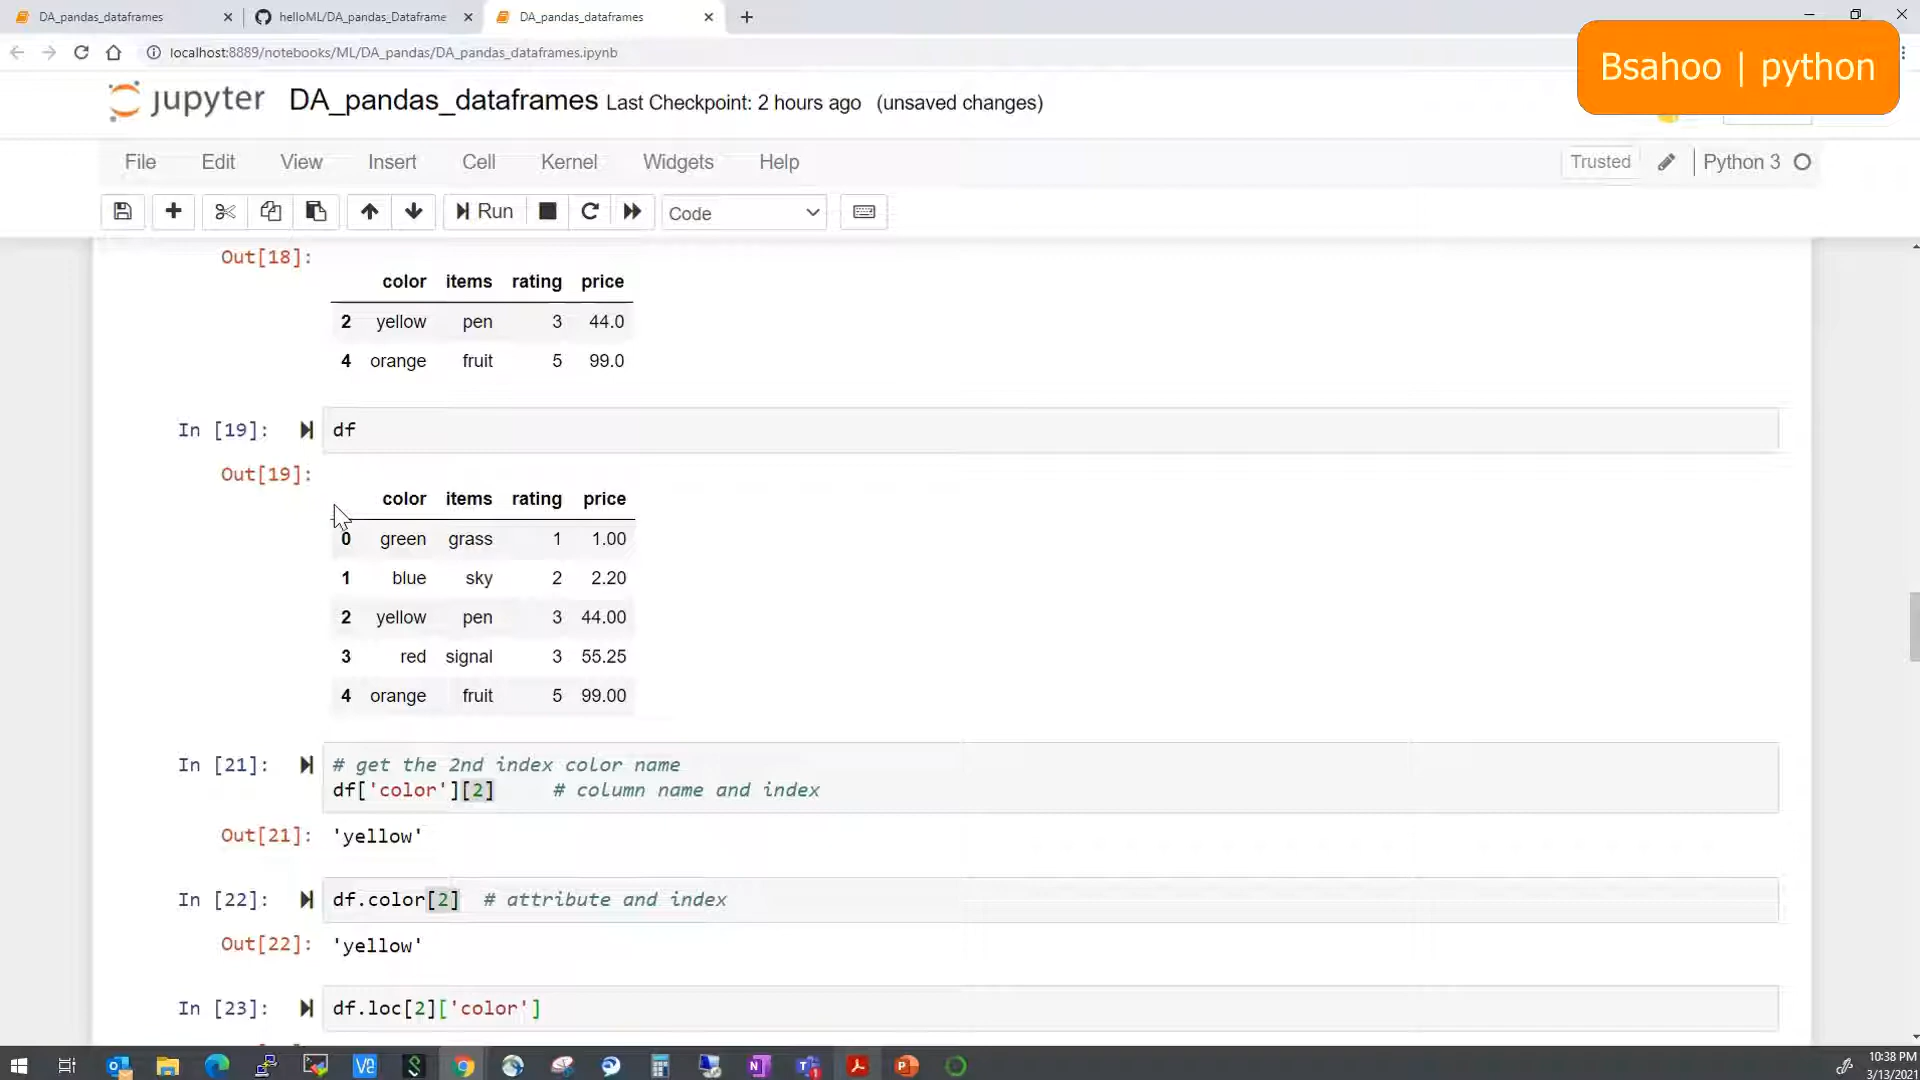 DA_pandas_dataframes
helloML/DA_pandas_Dataframe
DA_pandas_dataframes
localhost:8889/notebooks/ML/DA_pandas/DA_pandas_dataframes.ipynb
Bsahoo | python
jupyter DA_pandas_dataframes Last Checkpoint: 2 hours ago (unsaved changes)
File Edit View Insert Cell Kernel Widgets Help
Trusted Python 3
Run Code
Out[18]:
color items rating price
2 yellow pen 3 44.0
4 orange fruit 5 99.0
In [19]: df
Out[19]:
color items rating price
0 green grass 1 1.00
1 blue sky 2 2.20
2 yellow pen 3 44.00
3 red signal 3 55.25
4 orange fruit 5 99.00
In [21]: # get the 2nd index color name
df['color'][2] # column name and index
Out[21]: 'yellow'
In [22]: df.color[2] # attribute and index
Out[22]: 'yellow'
In [23]: df.loc[2]['color']
10:38 PM
3/13/2021